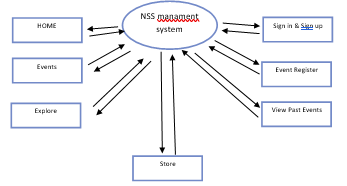 HOME
NSS manament
system
Sign in & Sign up
Events
Event Register
Explore
View Past Events
Store